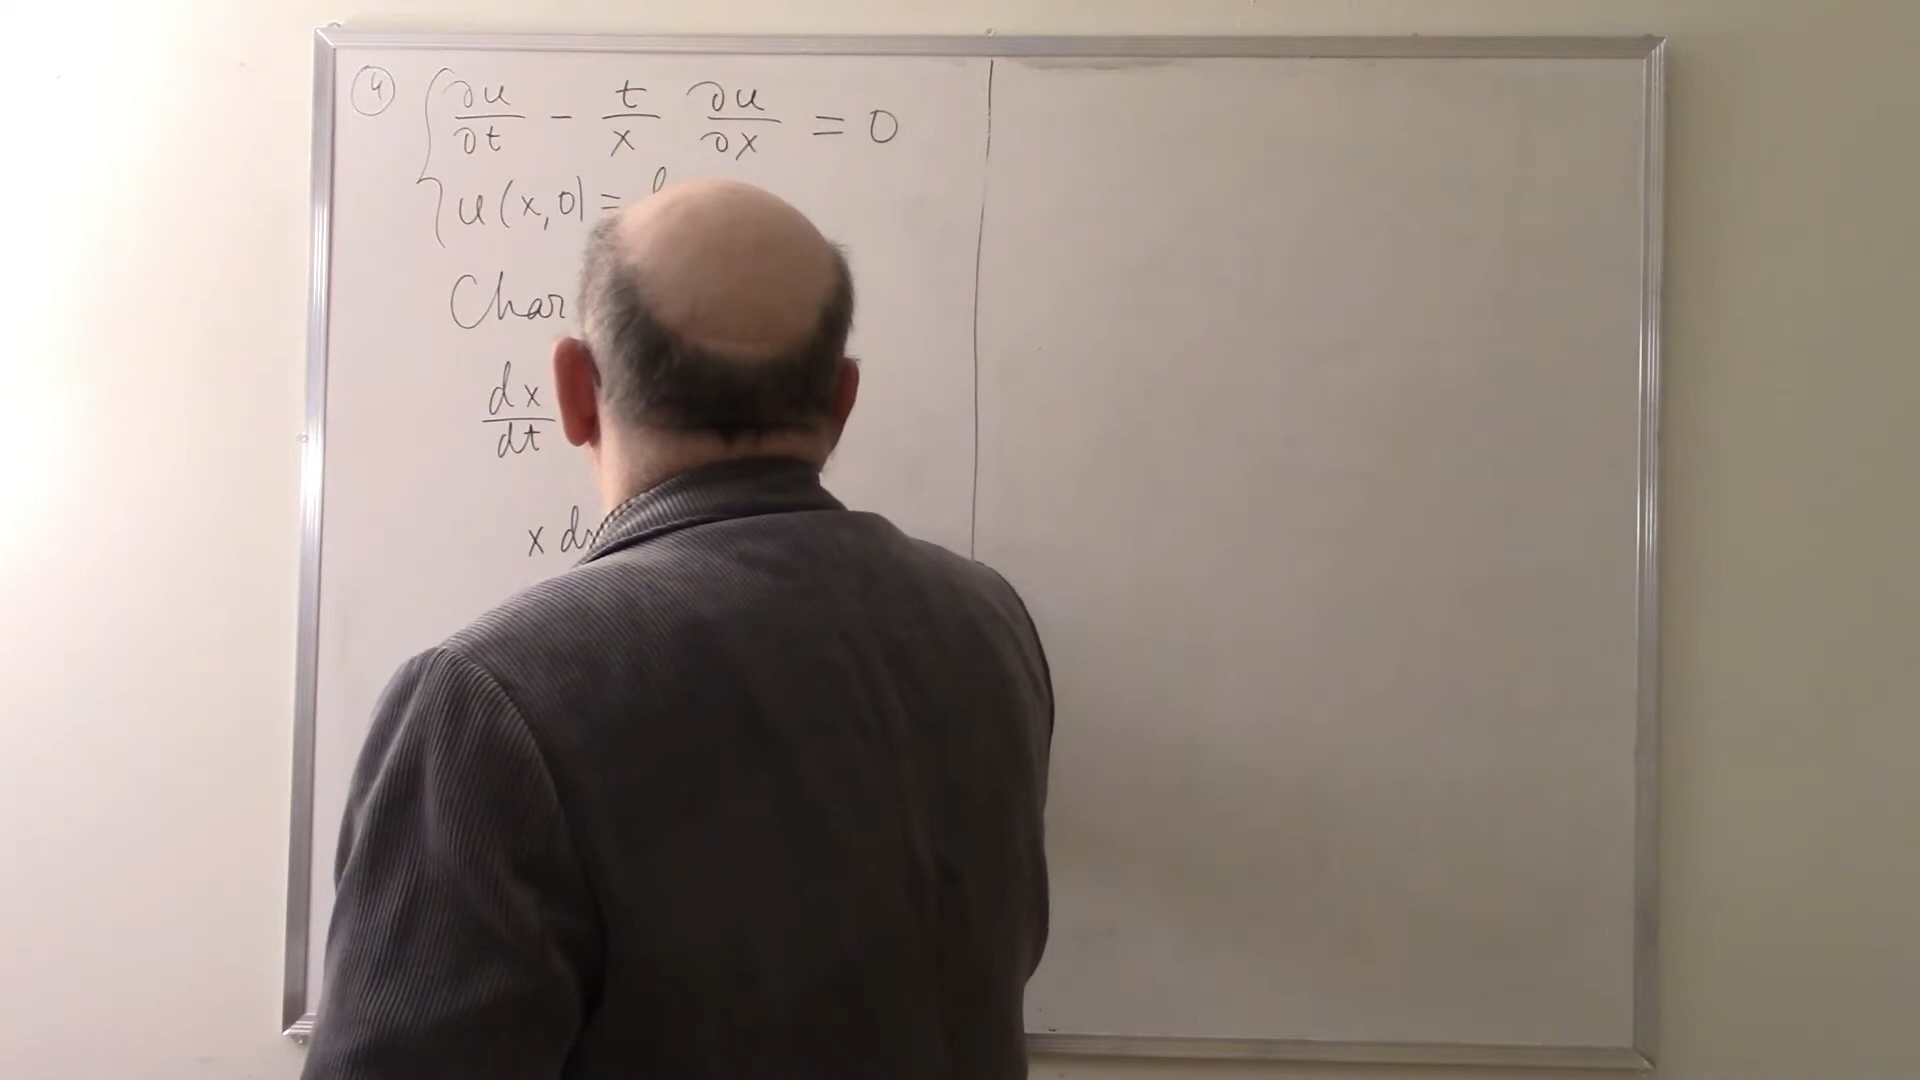 ④ ∂u/∂t - t/x ∂u/∂x = 0
u(x,0) =
Char
dx/dt
x dx